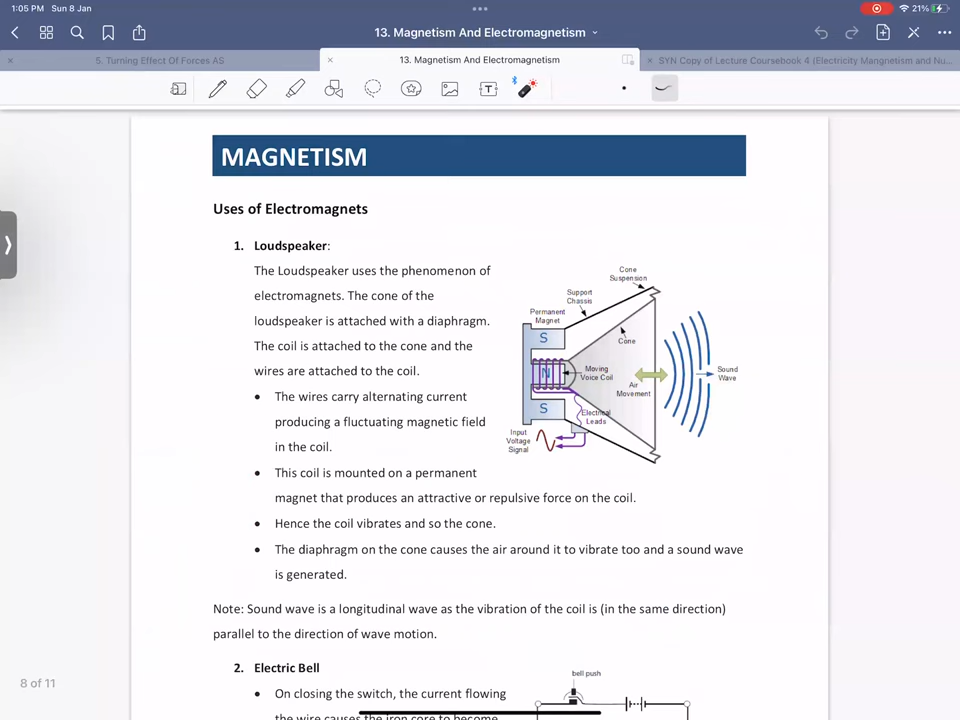 1:05 PM Sun 8 Jan
21%
13. Magnetism And Electromagnetism
5. Turning Effect Of Forces AS
13. Magnetism And Electromagnetism
SYN Copy of Lecture Coursebook 4 (Electricity Mangnetism and Nu...
T
MAGNETISM
Uses of Electromagnets
1. Loudspeaker:
The Loudspeaker uses the phenomenon of
electromagnets. The cone of the
loudspeaker is attached with a diaphragm.
The coil is attached to the cone and the
wires are attached to the coil.
• The wires carry alternating current
producing a fluctuating magnetic field
in the coil.
• This coil is mounted on a permanent
magnet that produces an attractive or repulsive force on the coil.
• Hence the coil vibrates and so the cone.
• The diaphragm on the cone causes the air around it to vibrate too and a sound wave
is generated.
Cone
Suspension
Support
Chassis
Permanent
Magnet
S
Cone
N
Moving
Voice Coil
Sound
Wave
Air
Movement
S
Electrical
Leads
Input
Voltage
Signal
Note: Sound wave is a longitudinal wave as the vibration of the coil is (in the same direction)
parallel to the direction of wave motion.
2. Electric Bell
• On closing the switch, the current flowing
the wire causes the iron core to become
bell push
8 of 11